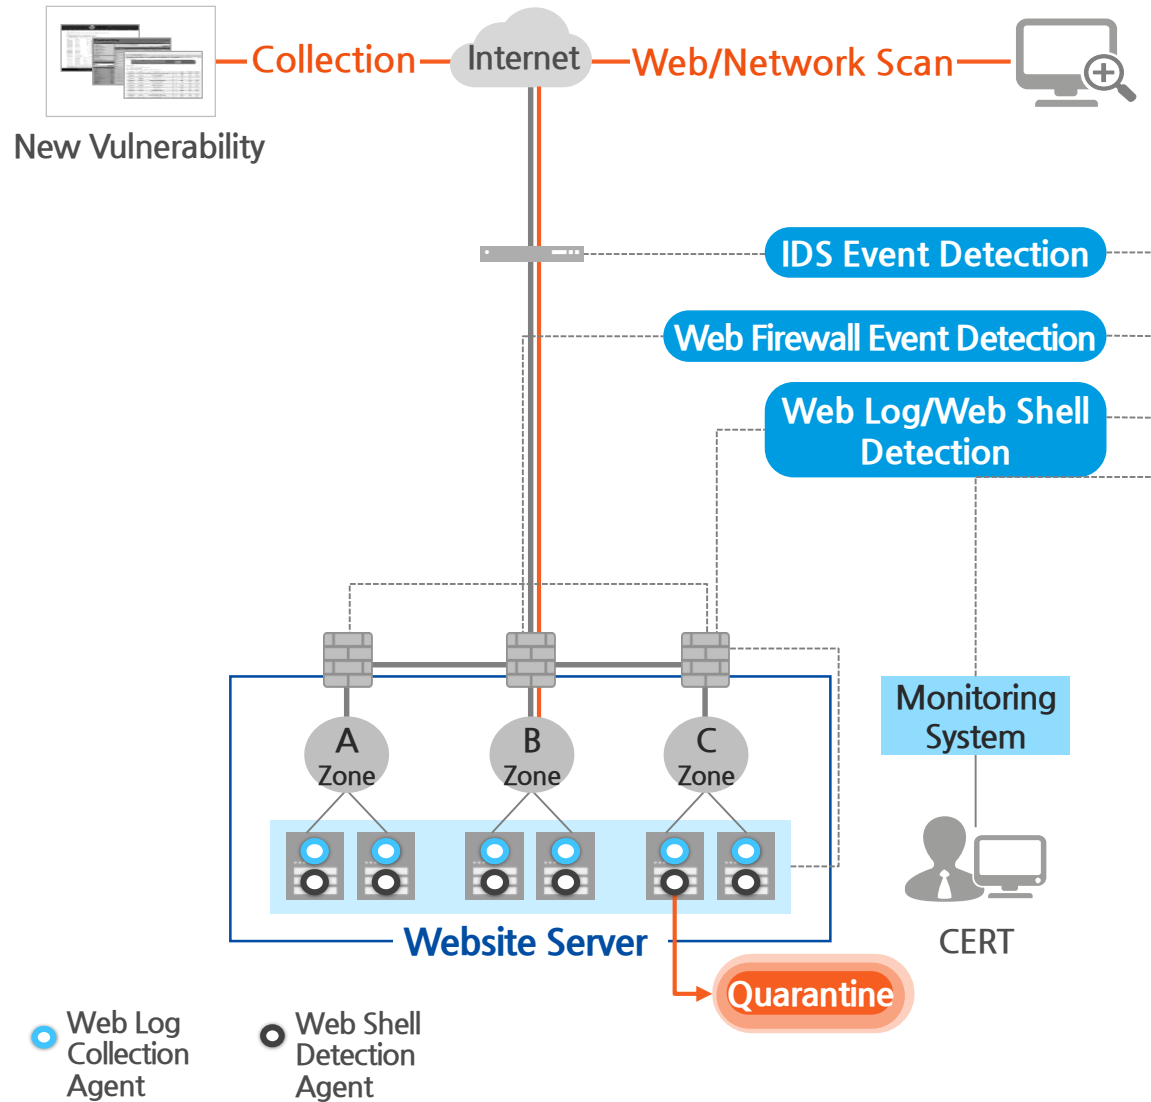 Collection
Internet
Web/Network Scan
New Vulnerability
IDS Event Detection
Web Firewall Event Detection
Web Log/Web Shell
Detection
Monitoring
System
A
Zone
B
Zone
C
Zone
Website Server
CERT
Quarantine
Web Log
Collection
Agent
Web Shell
Detection
Agent